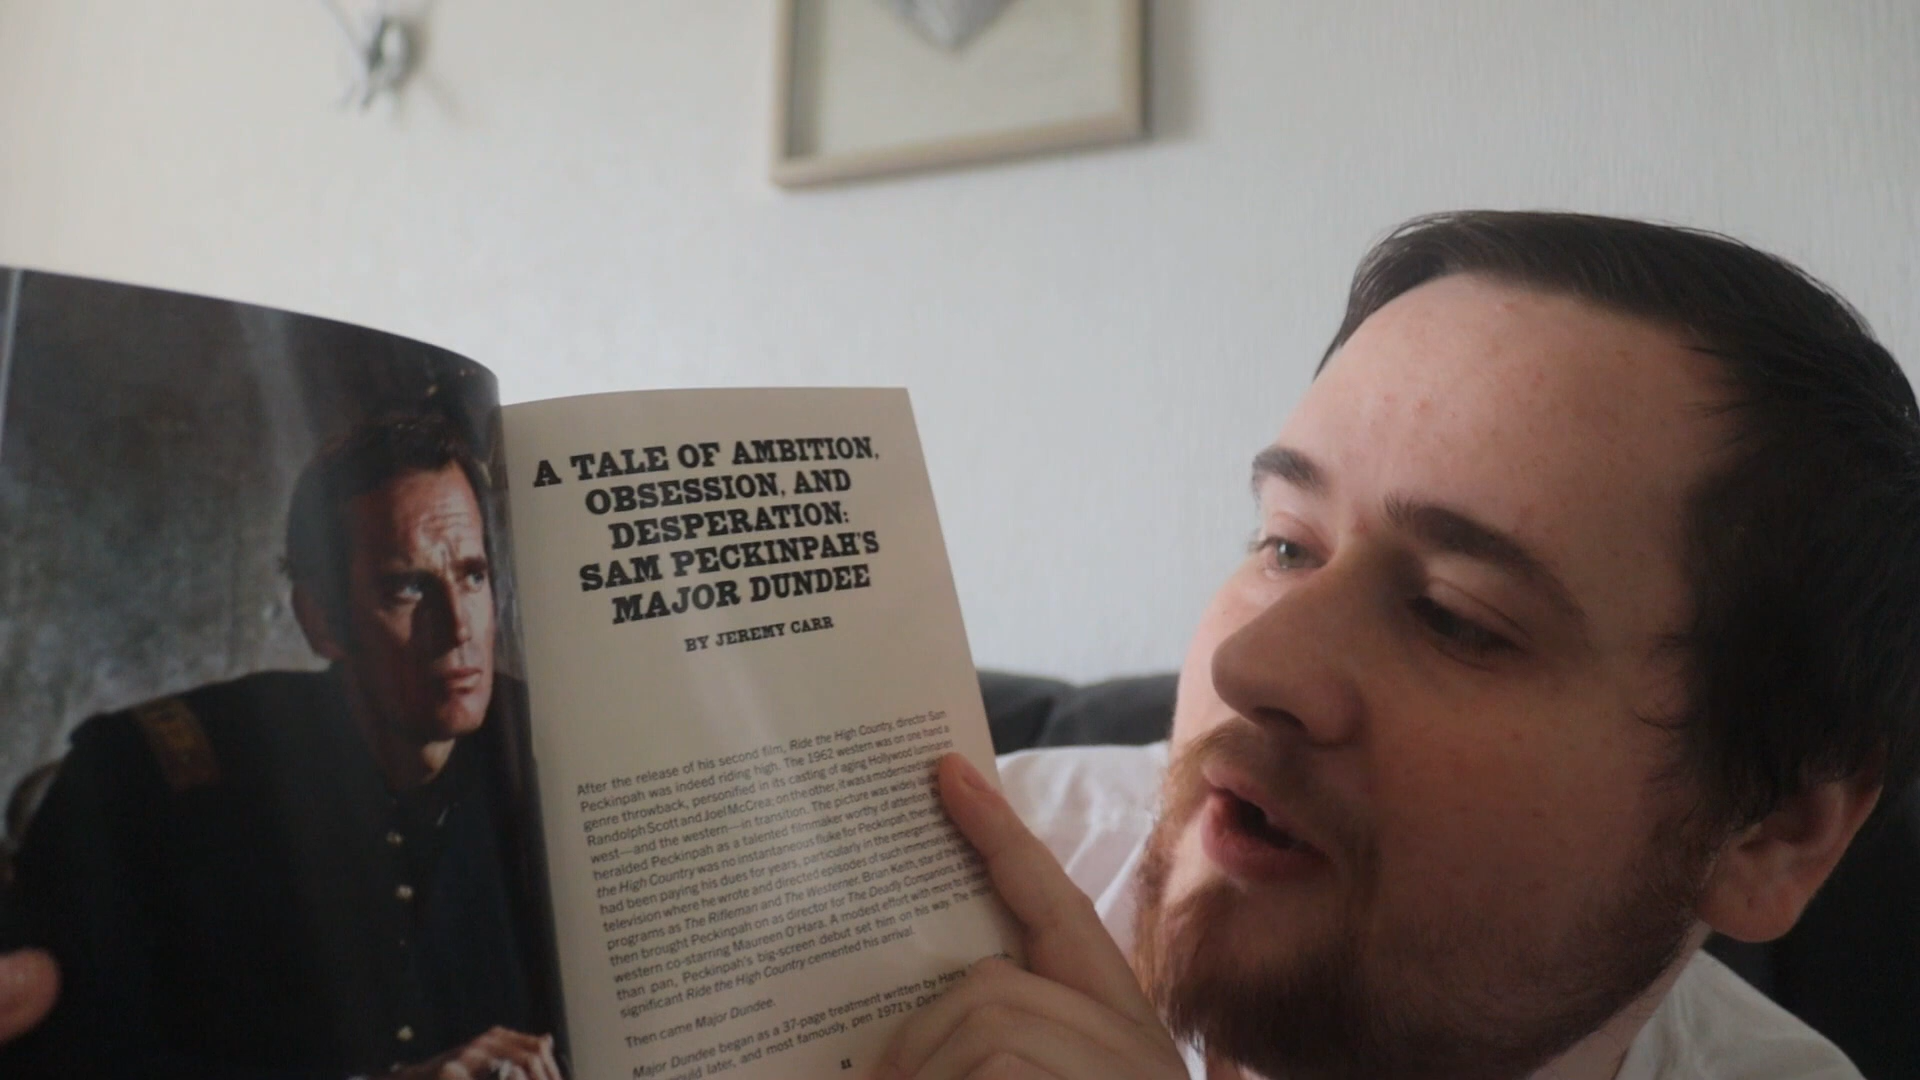 A TALE OF AMBITION,
OBSESSION, AND
DESPERATION:
SAM PECKINPAH'S
MAJOR DUNDEE
BY JEREMY CARR
After the release of his second film, Ride the High Country, director Sam
Peckinpah was indeed riding high. The 1962 western was on one hand a
genre throwback, personified in its casting of aging Hollywood luminaries
Randolph Scott and Joel McCrea; on the other, it was a modernized
west—and the western—in transition. The picture was widely
heralded Peckinpah as a talented filmmaker worthy of attention.
the High Country was no instantaneous fluke for Peckinpah,
had been paying his dues for years, particularly in the emergent
television where he wrote and directed episodes of such immensely
programs as The Rifleman and The Westerner. Brian Keith, star of
then brought Peckinpah on as director for The Deadly Companions, a
western co-starring Maureen O'Hara. A modest effort with more to
than pan, Peckinpah's big-screen debut set him on his way. The
significant Ride the High Country cemented his arrival.
Then came Major Dundee.
Major Dundee began as a 37-page treatment written by Harry
would later, and most famously, pen 1971's
11